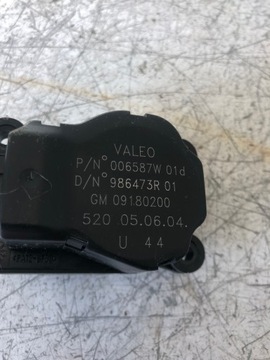 VALEO
P/N° 006587W 01d
D/N° 986473R 01
GM 09180200
520 05.06.04.
U 44